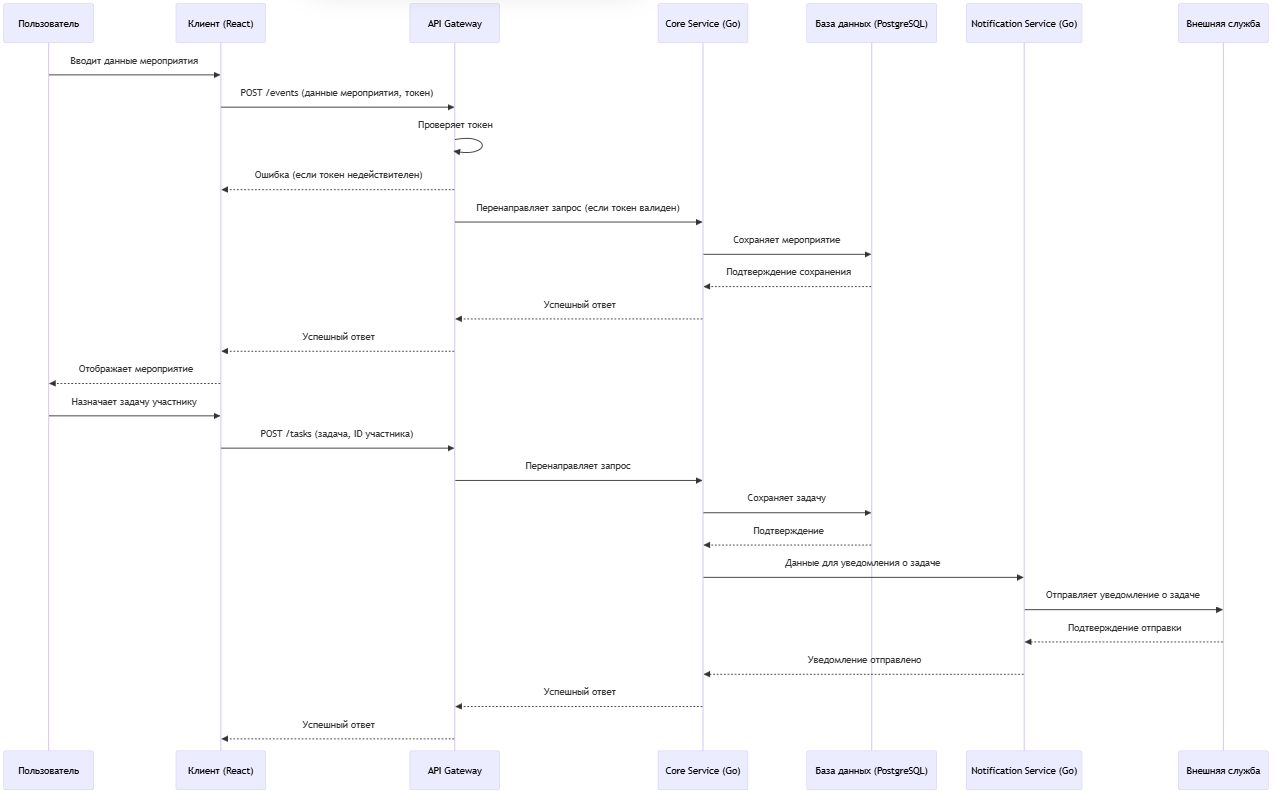 Пользователь
Клиент (React)
API Gateway
Core Service (Go)
База данных (PostgreSQL)
Notification Service (Go)
Внешняя служба
Вводит данные мероприятия
POST /events (данные мероприятия, токен)
Проверяет токен
Ошибка (если токен недействителен)
Перенаправляет запрос (если токен валиден)
Сохраняет мероприятие
Подтверждение сохранения
Успешный ответ
Успешный ответ
Отображает мероприятие
Назначает задачу участнику
POST /tasks (задача, ID участника)
Перенаправляет запрос
Сохраняет задачу
Подтверждение
Данные для уведомления о задаче
Отправляет уведомление о задаче
Подтверждение отправки
Уведомление отправлено
Успешный ответ
Успешный ответ
Пользователь
Клиент (React)
API Gateway
Core Service (Go)
База данных (PostgreSQL)
Notification Service (Go)
Внешняя служба